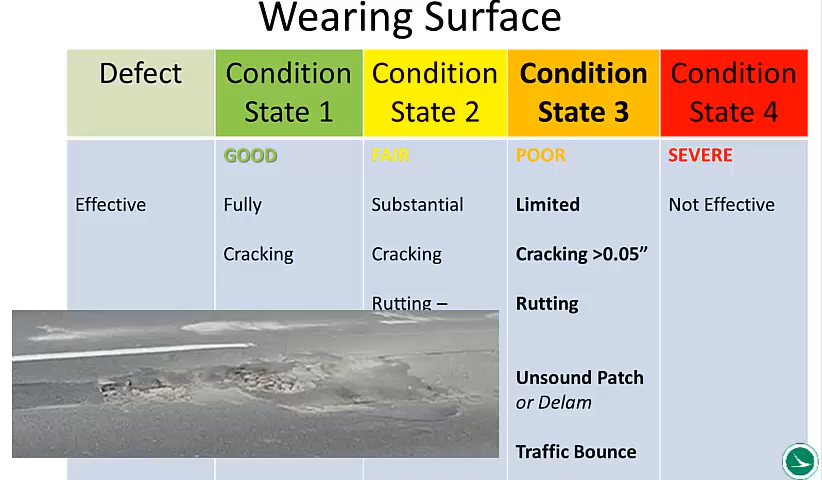 Wearing Surface
Defect
Condition State 1
Condition State 2
Condition State 3
Condition State 4
GOOD
FAIR
POOR
SEVERE
Effective
Fully
Substantial
Limited
Not Effective
Cracking
Cracking
Cracking >0.05”
Rutting –
Rutting
Unsound Patch
or Delam
Traffic Bounce